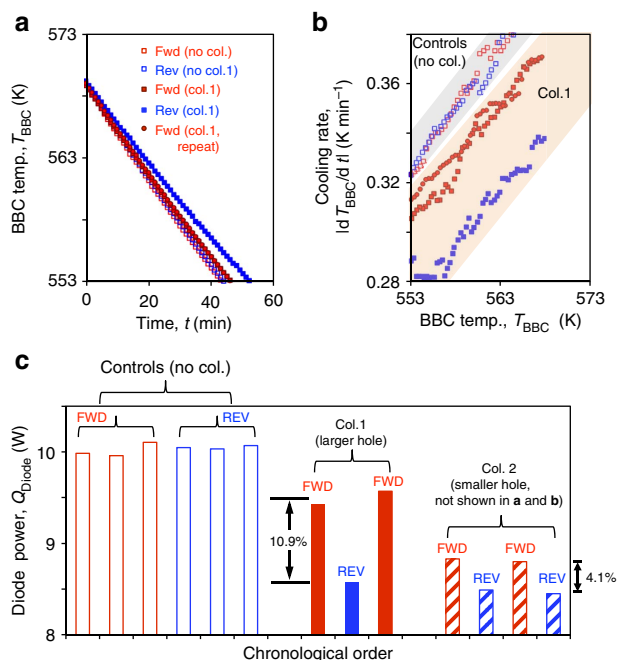 a
573
563
553
BBC temp., T_BBC (K)
0 20 40 60
Time, t (min)
Fwd (no col.)
Rev (no col.1)
Fwd (col.1)
Rev (col.1)
Fwd (col.1,
repeat)
b
0.36
0.32
0.28
Cooling rate,
|dT_BBC/dt| (K min⁻¹)
553 563 573
BBC temp., T_BBC (K)
Controls
(no col.)
Col.1
c
Controls (no col.)
FWD
REV
10
9
8
Diode power, Q_Diode (W)
Col.1
(larger hole)
FWD
FWD
REV
10.9%
Col. 2
(smaller hole,
not shown in a and b)
FWD
FWD
REV
REV
4.1%
Chronological order